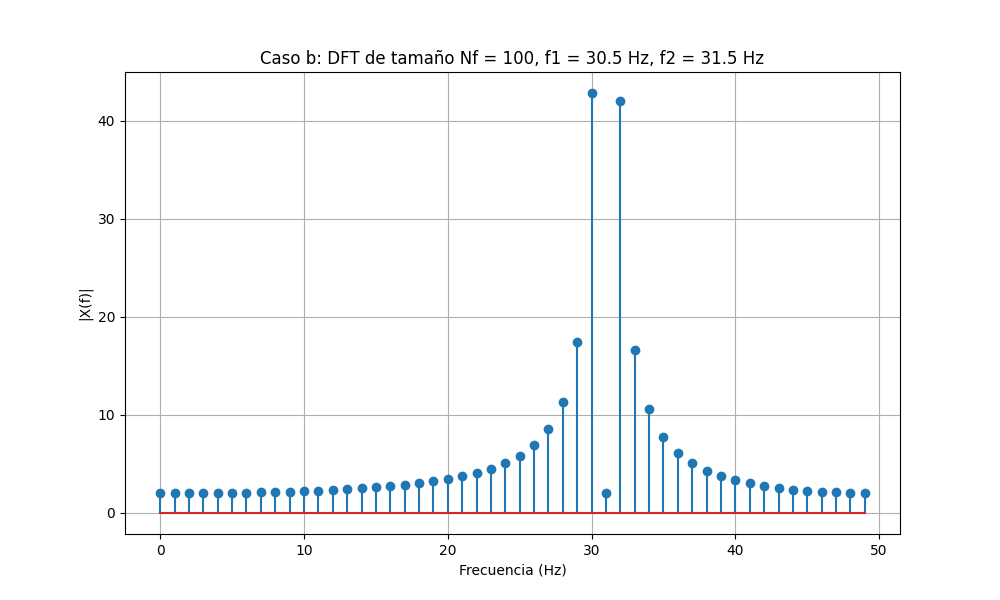 Caso b: DFT de tamaño Nf = 100, f1 = 30.5 Hz, f2 = 31.5 Hz
|X(f)|
40
30
20
10
0
0 10 20 30 40 50
Frecuencia (Hz)